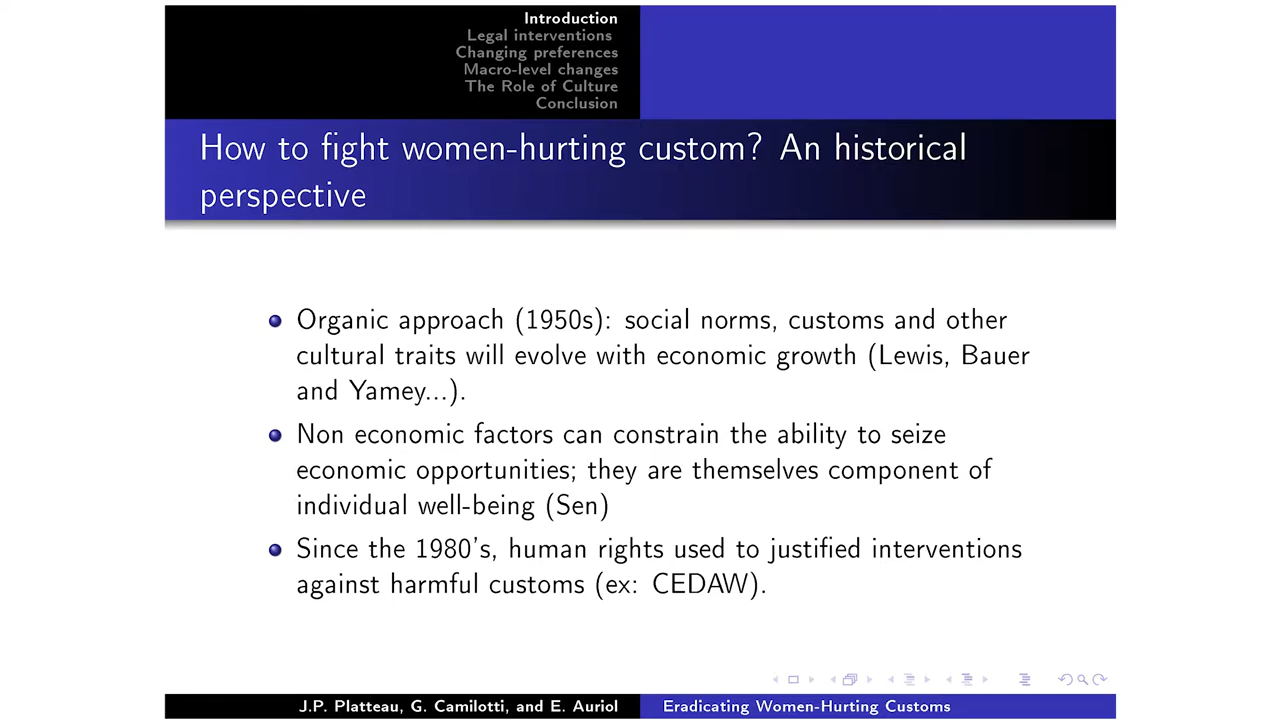 Introduction
Legal interventions
Changing preferences
Macro-level changes
The Role of Culture
Conclusion
How to fight women-hurting custom? An historical
perspective
Organic approach (1950s): social norms, customs and other
cultural traits will evolve with economic growth (Lewis, Bauer
and Yamey...).
Non economic factors can constrain the ability to seize
economic opportunities; they are themselves component of
individual well-being (Sen)
Since the 1980's, human rights used to justified interventions
against harmful customs (ex: CEDAW).
J.P. Platteau, G. Camilotti, and E. Auriol
Eradicating Women-Hurting Customs